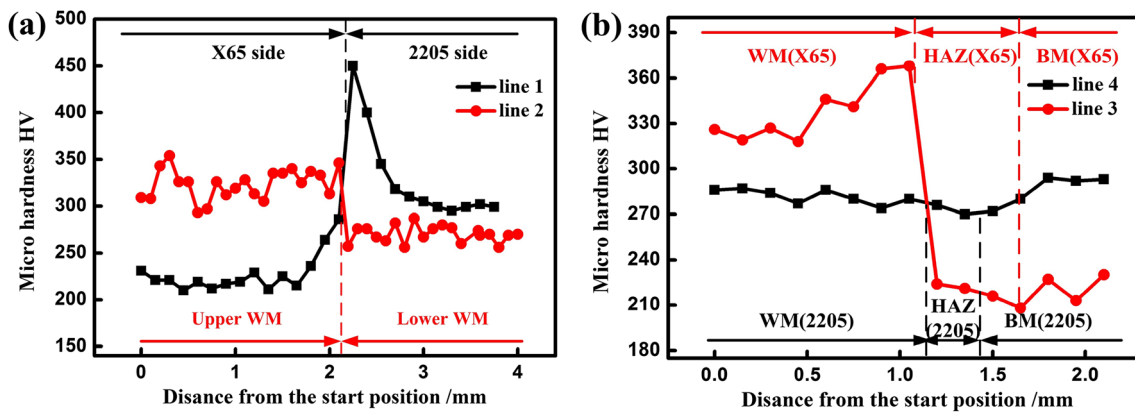 (a)
500
450
400
350
300
250
200
150
Micro hardness HV
X65 side
2205 side
line 1
line 2
Upper WM
Lower WM
0
1
2
3
4
Disance from the start position /mm
(b)
390
360
330
300
270
240
210
180
Micro hardness HV
WM(X65)
HAZ(X65)
BM(X65)
line 4
line 3
WM(2205)
HAZ
(2205)
BM(2205)
0.0
0.5
1.0
1.5
2.0
Disance from the start position /mm